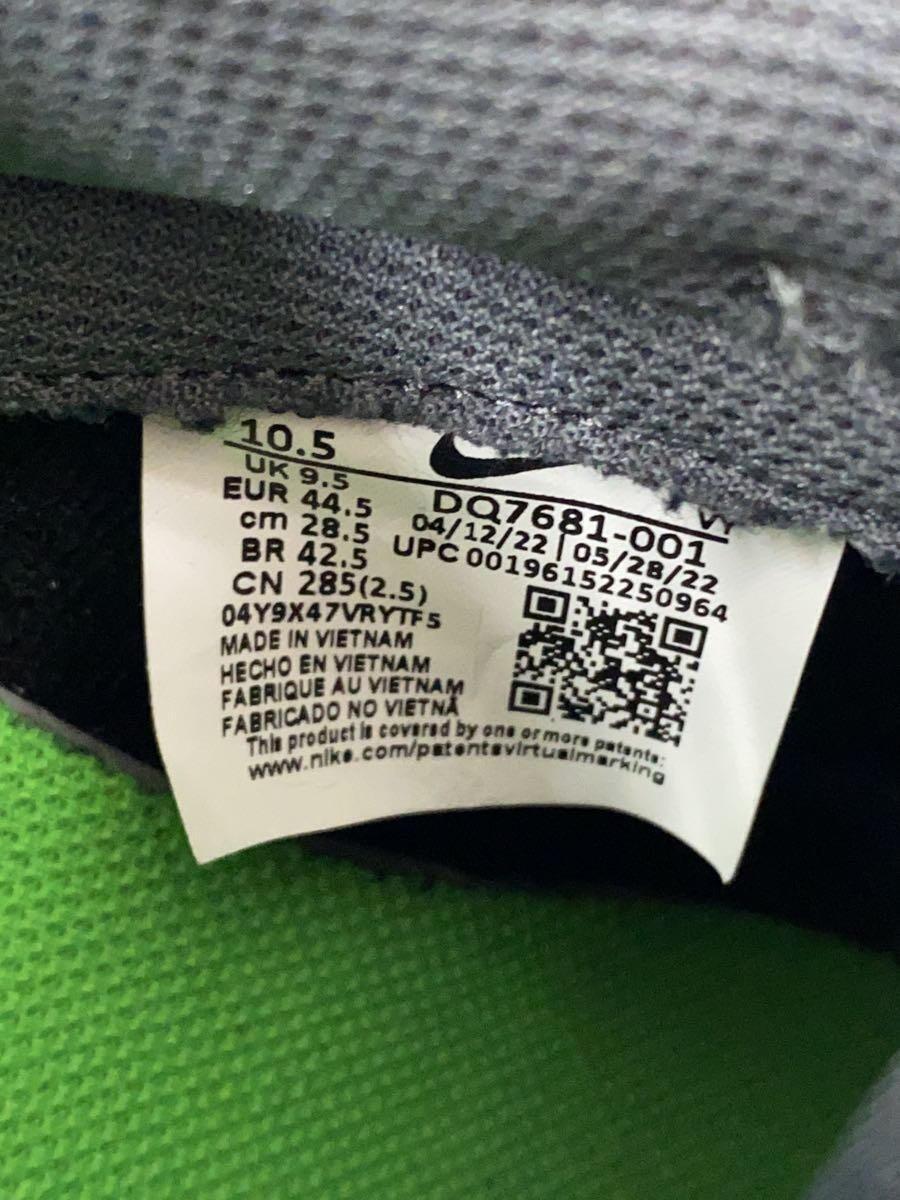 10.5
UK 9.5
EUR 44.5
cm 28.5
BR 42.5
CN 285(2.5)
VY
DQ7681-001
04/12/22 | 05/28/22
UPC 00196152250964
04Y9X47VRYTF5
MADE IN VIETNAM
HECHO EN VIETNAM
FABRIQUE AU VIETNAM
FABRICADO NO VIETNÃ
This product is covered by one or more patents:
www.nike.com/patentsvirtualmarking